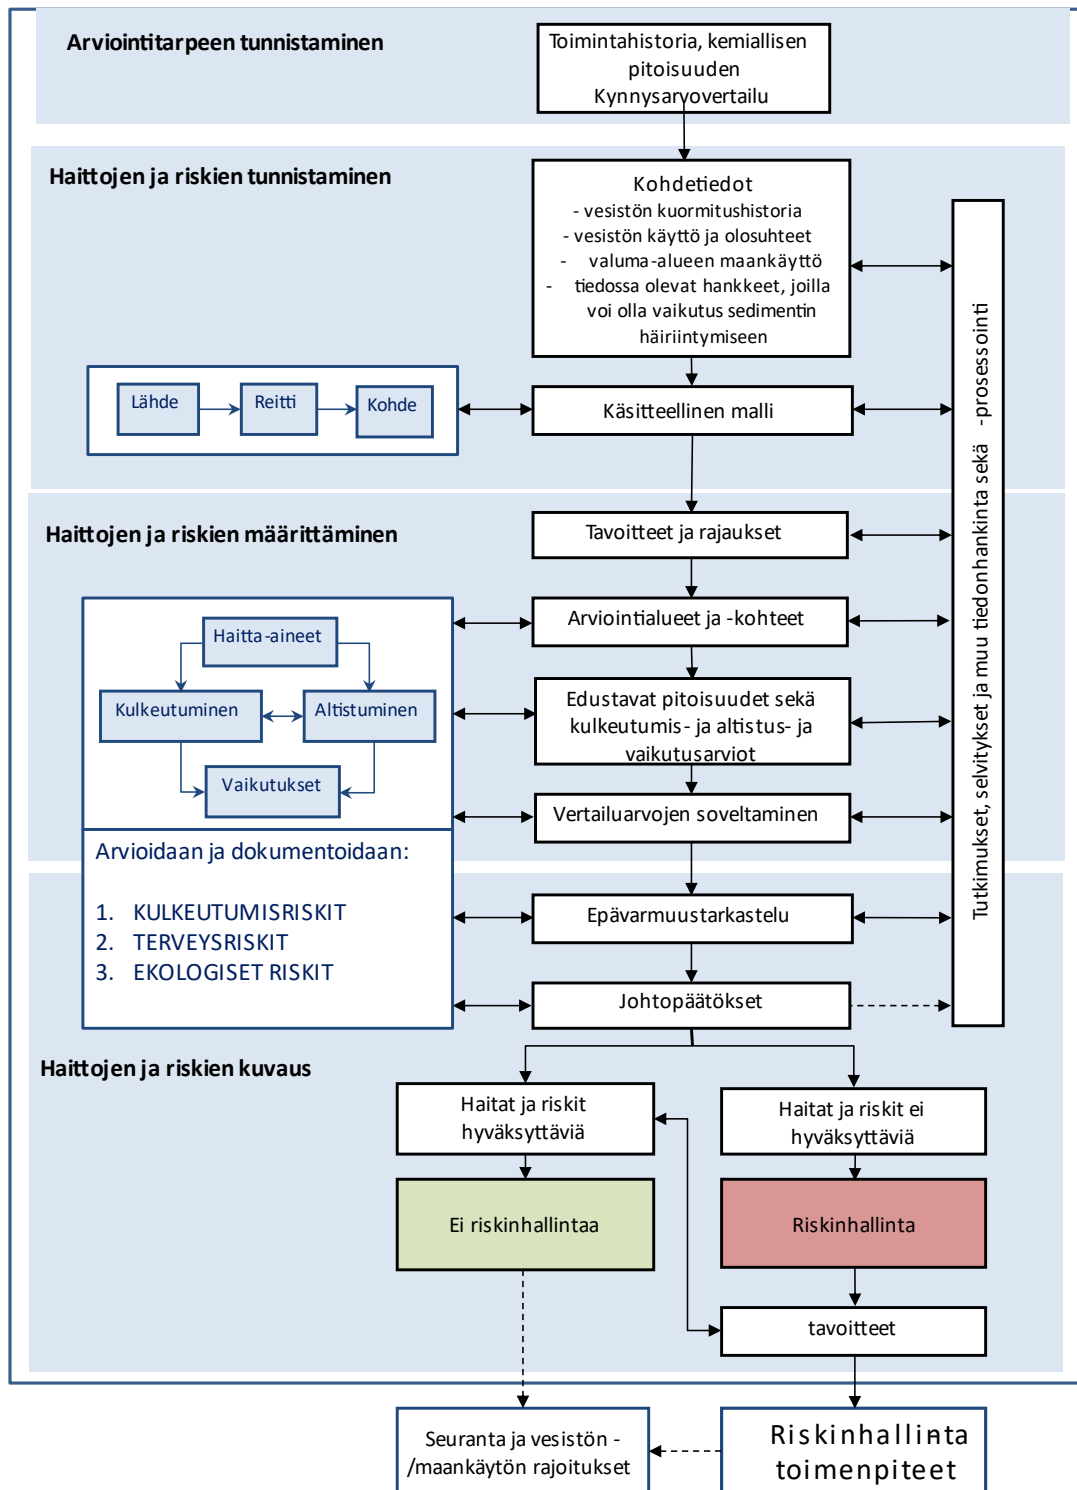 Arviointitarpeen tunnistaminen
Toimintahistoria, kemiallisen
pitoisuuden
Kynnysarvovertailu
Haittojen ja riskien tunnistaminen
Kohdetiedot
- vesistön kuormitushistoria
- vesistön käyttö ja olosuhteet
- valuma-alueen maankäyttö
- tiedossa olevat hankkeet, joilla
voi olla vaikutus sedimentin
häiriintymiseen
Lähde
Reitti
Kohde
Käsitteellinen malli
Tutkimukset, selvitykset ja muu tiedonhankinta sekä -prosessointi
Haittojen ja riskien määrittäminen
Tavoitteet ja rajaukset
Arviointialueet ja -kohteet
Haitta-aineet
Kulkeutuminen
Altistuminen
Vaikutukset
Edustavat pitoisuudet sekä
kulkeutumis- ja altistus- ja
vaikutusarviot
Vertailuarvojen soveltaminen
Arvioidaan ja dokumentoidaan:
1. KULKEUTUMISRISKIT
2. TERVEYSRISKIT
3. EKOLOGISET RISKIT
Epävarmuustarkastelu
Johtopäätökset
Haittojen ja riskien kuvaus
Haitat ja riskit
hyväksyttäviä
Haitat ja riskit ei
hyväksyttäviä
Ei riskinhallintaa
Riskinhallinta
tavoitteet
Seuranta ja vesistön -
/maankäytön rajoitukset
Riskinhallinta-
toimenpiteet